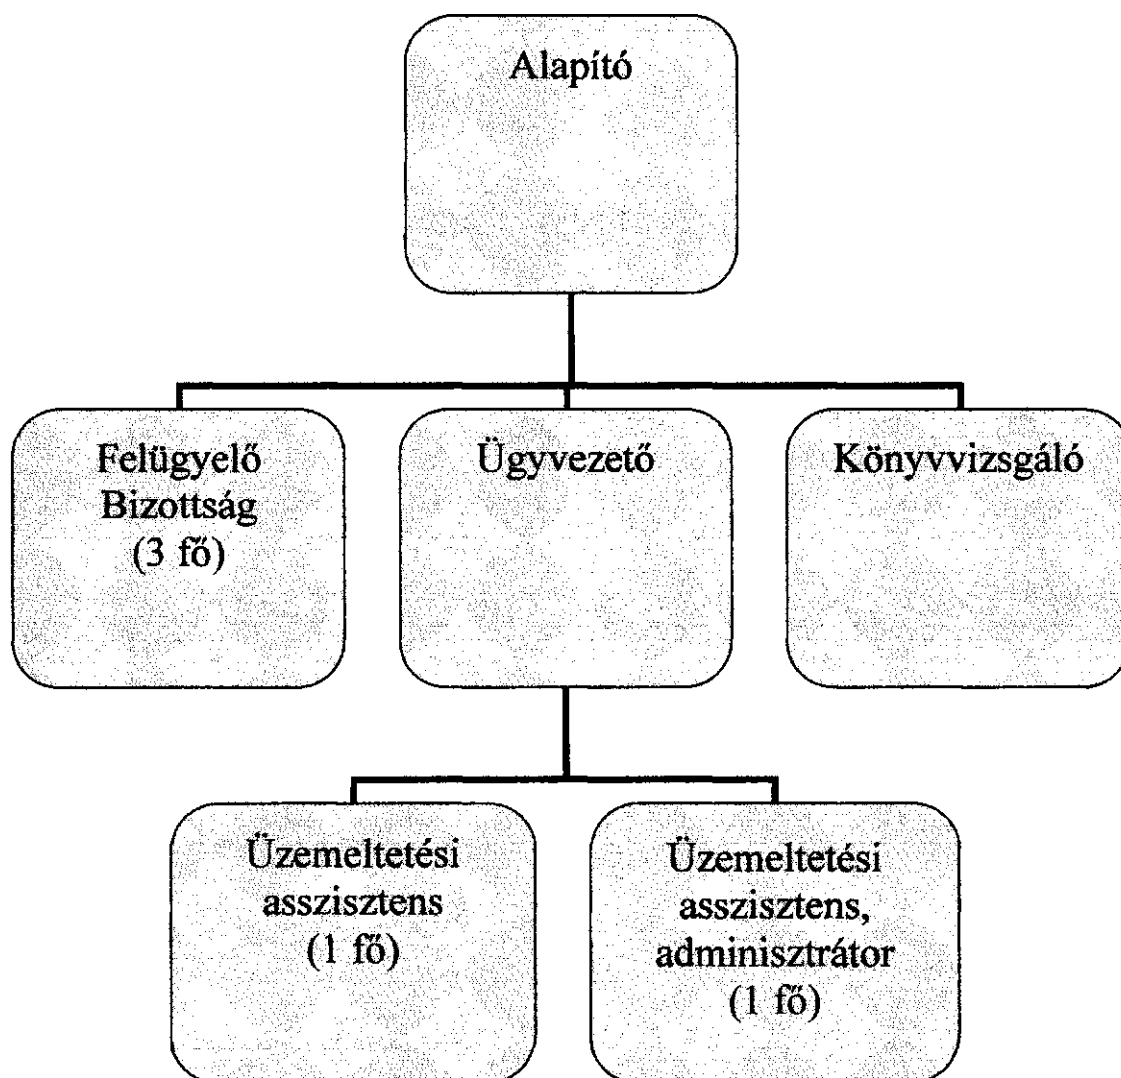 Alapító
Felügyelő
Bizottság
(3 fő)
Ügyvezető
Könyvvizsgáló
Üzemeltetési
asszisztens
(1 fő)
Üzemeltetési
asszisztens,
adminisztrátor
(1 fő)